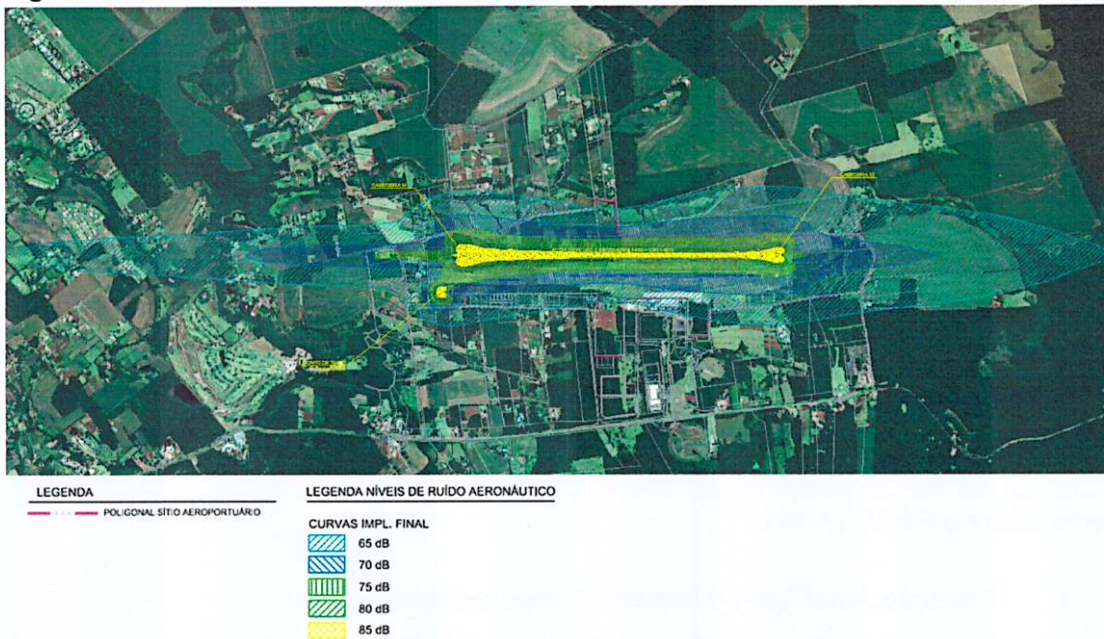 LEGENDA
POLIGONAL SÍTIO AEROPORTUÁRIO
LEGENDA NÍVEIS DE RUÍDO AERONÁUTICO
CURVAS IMPL. FINAL
65 dB
70 dB
75 dB
80 dB
85 dB